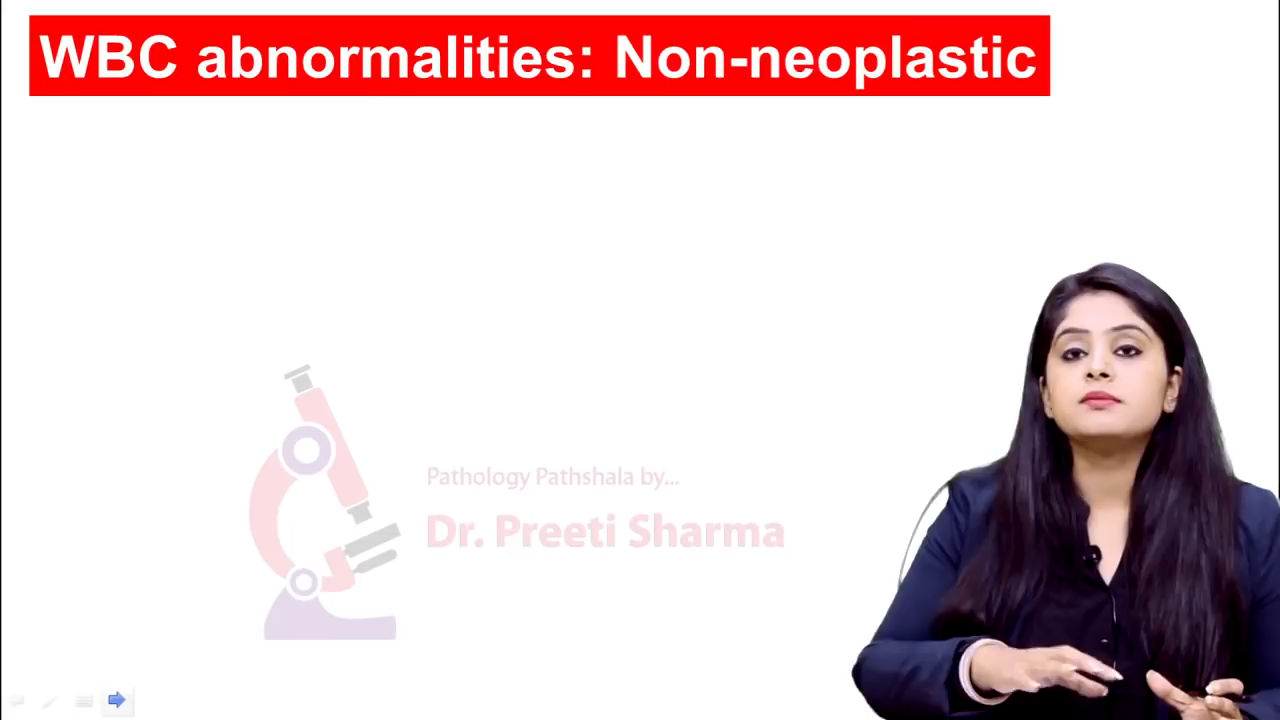 WBC abnormalities: Non-neoplastic
Pathology Pathshala by...
Dr. Preeti Sharma